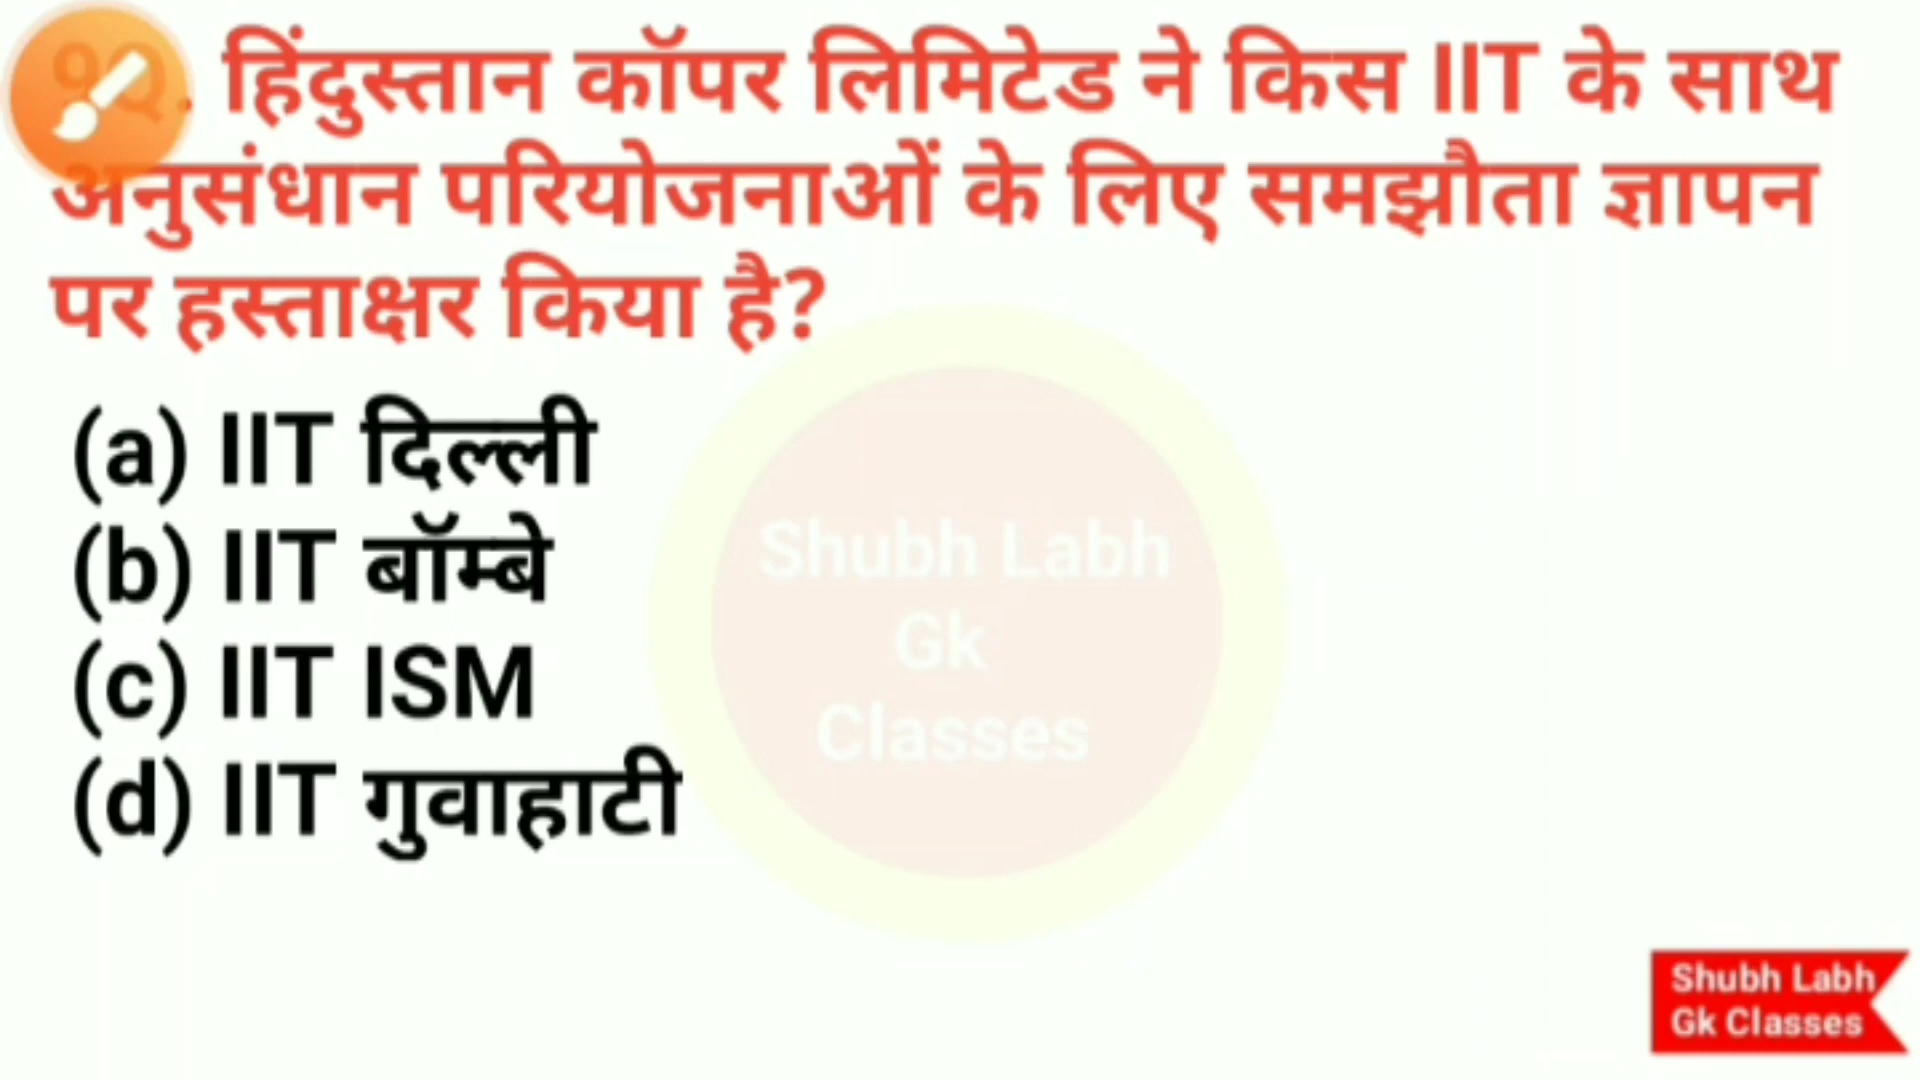 9Q. हिंदुस्तान कॉपर लिमिटेड ने किस IIT के साथ
अनुसंधान परियोजनाओं के लिए समझौता ज्ञापन
पर हस्ताक्षर किया है?
(a) IIT दिल्ली
(b) IIT बॉम्बे
(c) IIT ISM
(d) IIT गुवाहाटी
Shubh Labh
Gk
Classes
Shubh Labh
Gk Classes